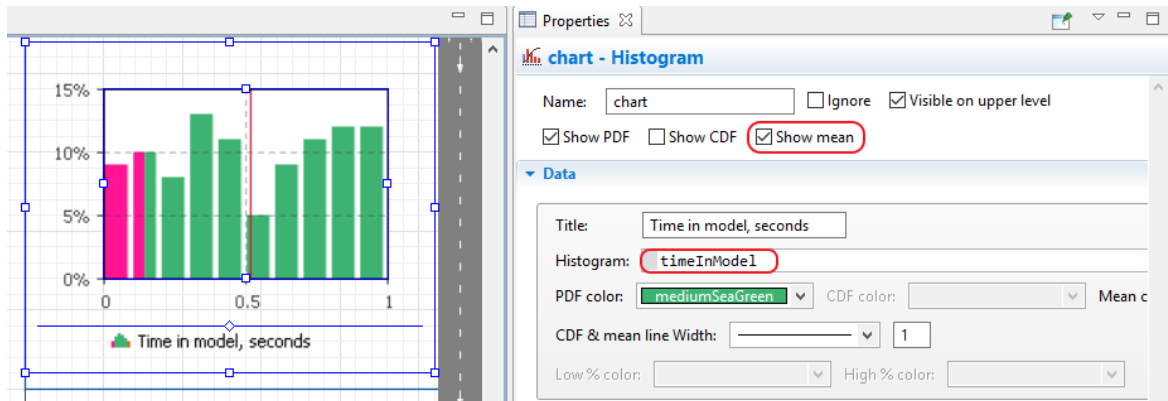 15%
10%
5%
0%
0 0.5 1
Time in model, seconds
Properties
chart - Histogram
Name: chart Ignore Visible on upper level
Show PDF Show CDF Show mean
Data
Title: Time in model, seconds
Histogram: timeInModel
PDF color: mediumSeaGreen CDF color: Mean c
CDF & mean line Width: 1
Low % color: High % color: